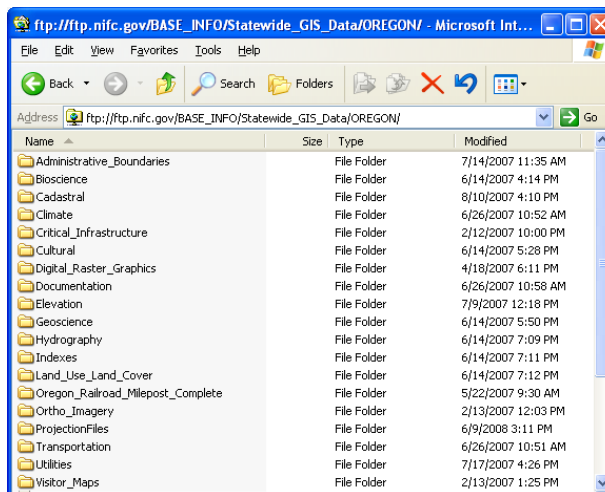 ftp://ftp.nifc.gov/BASE_INFO/Statewide_GIS_Data/OREGON/ - Microsoft Int...
File Edit View Favorites Tools Help
Back Search Folders
Address ftp://ftp.nifc.gov/BASE_INFO/Statewide_GIS_Data/OREGON/ Go
Name Size Type Modified
Administrative_Boundaries File Folder 7/14/2007 11:35 AM
Bioscience File Folder 6/14/2007 4:14 PM
Cadastral File Folder 8/10/2007 4:10 PM
Climate File Folder 6/26/2007 10:52 AM
Critical_Infrastructure File Folder 2/12/2007 10:00 PM
Cultural File Folder 6/14/2007 5:28 PM
Digital_Raster_Graphics File Folder 4/18/2007 6:11 PM
Documentation File Folder 6/26/2007 10:58 AM
Elevation File Folder 7/9/2007 12:18 PM
Geoscience File Folder 6/14/2007 5:50 PM
Hydrography File Folder 6/14/2007 7:09 PM
Indexes File Folder 6/14/2007 7:11 PM
Land_Use_Land_Cover File Folder 6/14/2007 7:12 PM
Oregon_Railroad_Milepost_Complete File Folder 5/22/2007 9:30 AM
Ortho_Imagery File Folder 2/13/2007 12:03 PM
ProjectionFiles File Folder 6/9/2008 3:11 PM
Transportation File Folder 6/26/2007 10:51 AM
Utilities File Folder 7/17/2007 4:26 PM
Visitor_Maps File Folder 2/13/2007 1:25 PM